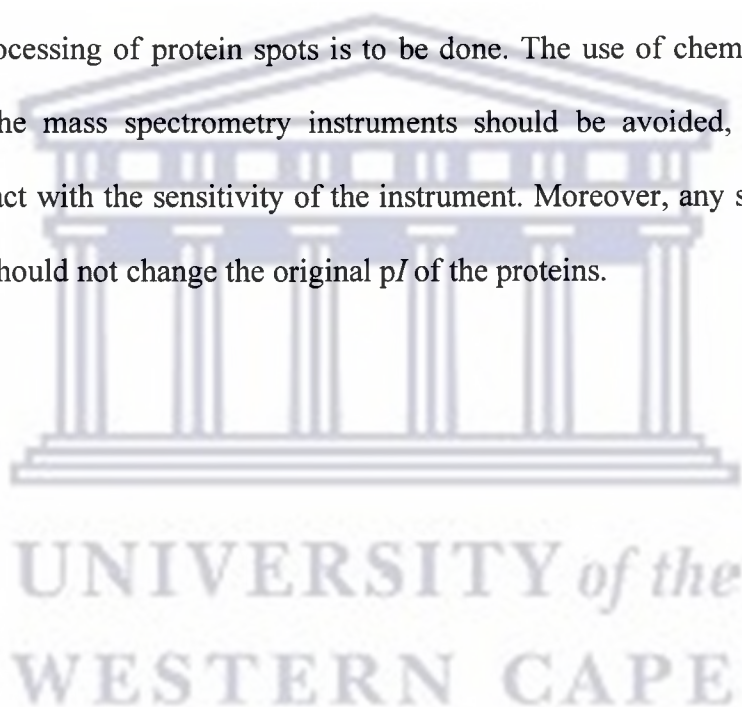 ocessing of protein spots is to be done. The use of chem
he mass spectrometry instruments should be avoided,
act with the sensitivity of the instrument. Moreover, any s
hould not change the original pI of the proteins.
UNIVERSITY of the
WESTERN CAPE